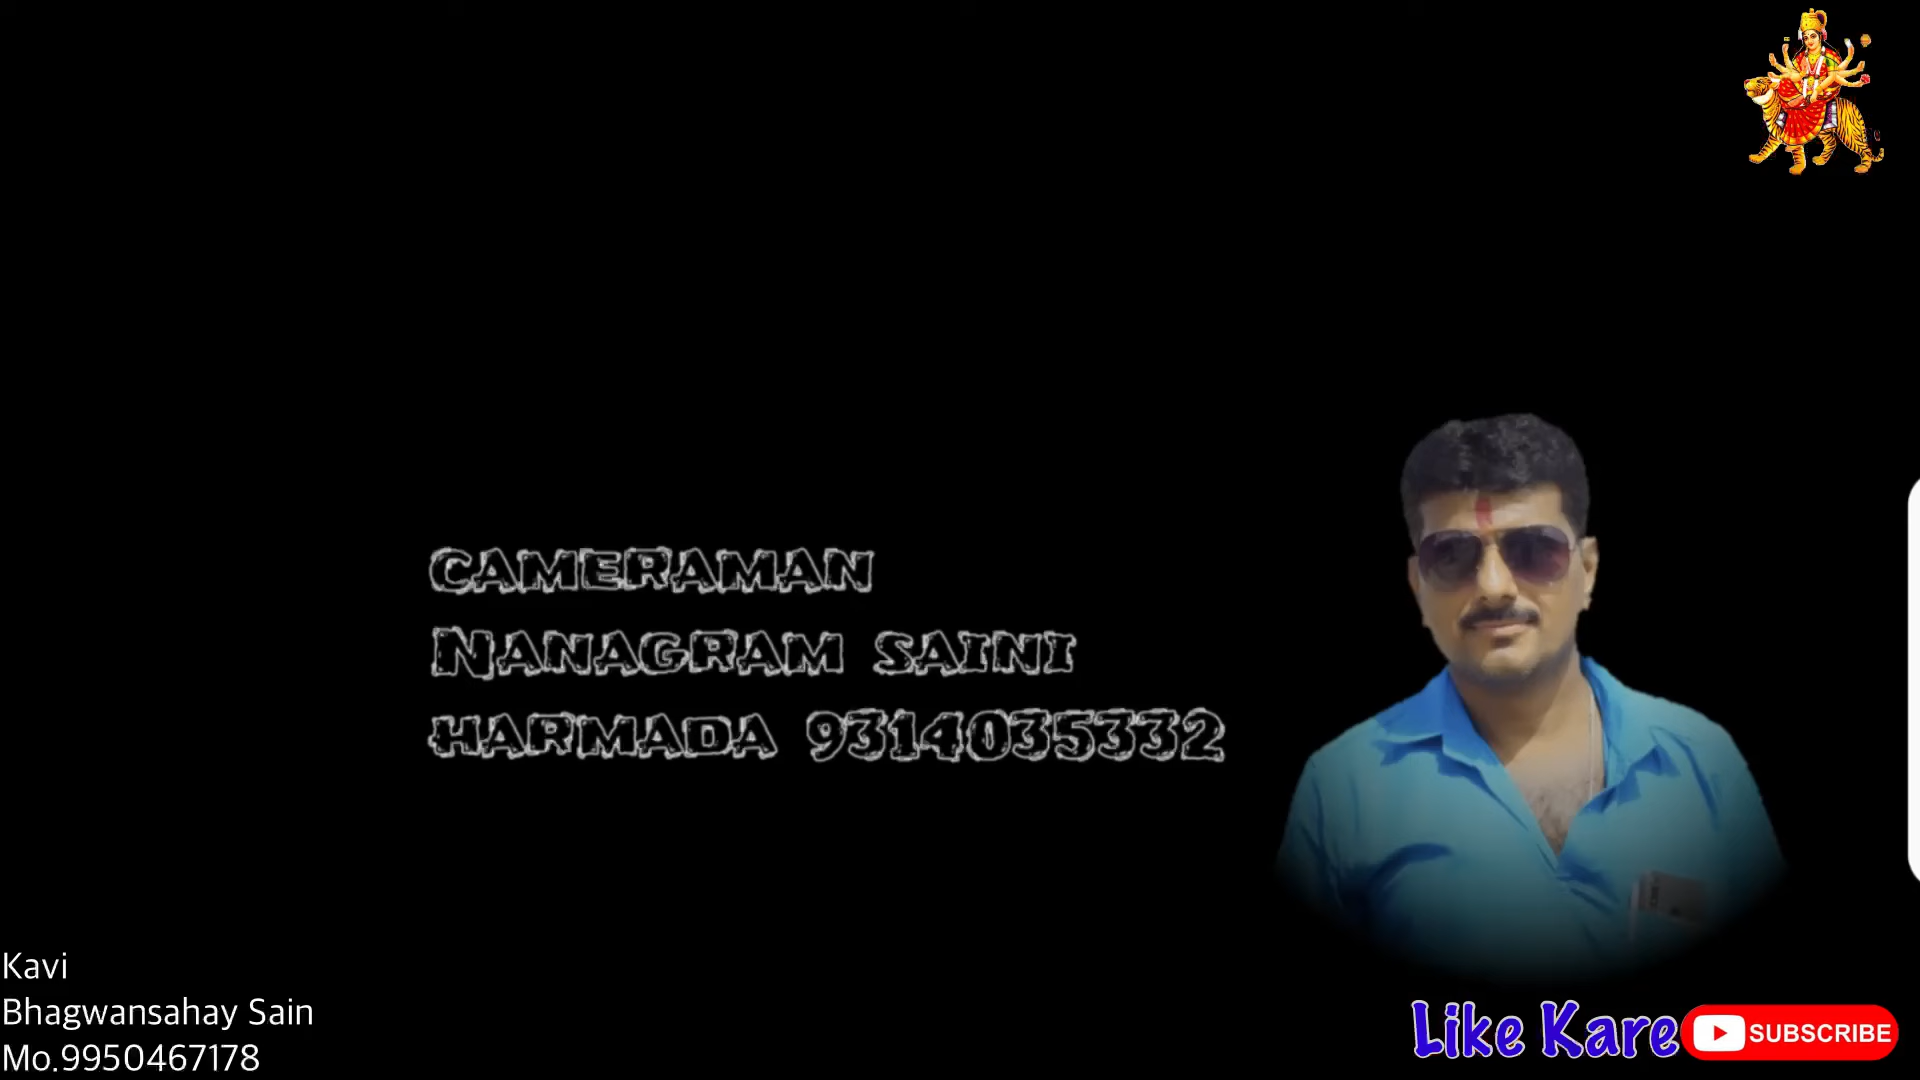 CAMERAMAN
NANAGRAM SAINI
HARMADA 9314035332
Kavi
Bhagwansahay Sain
Mo.9950467178
Like Kare
SUBSCRIBE